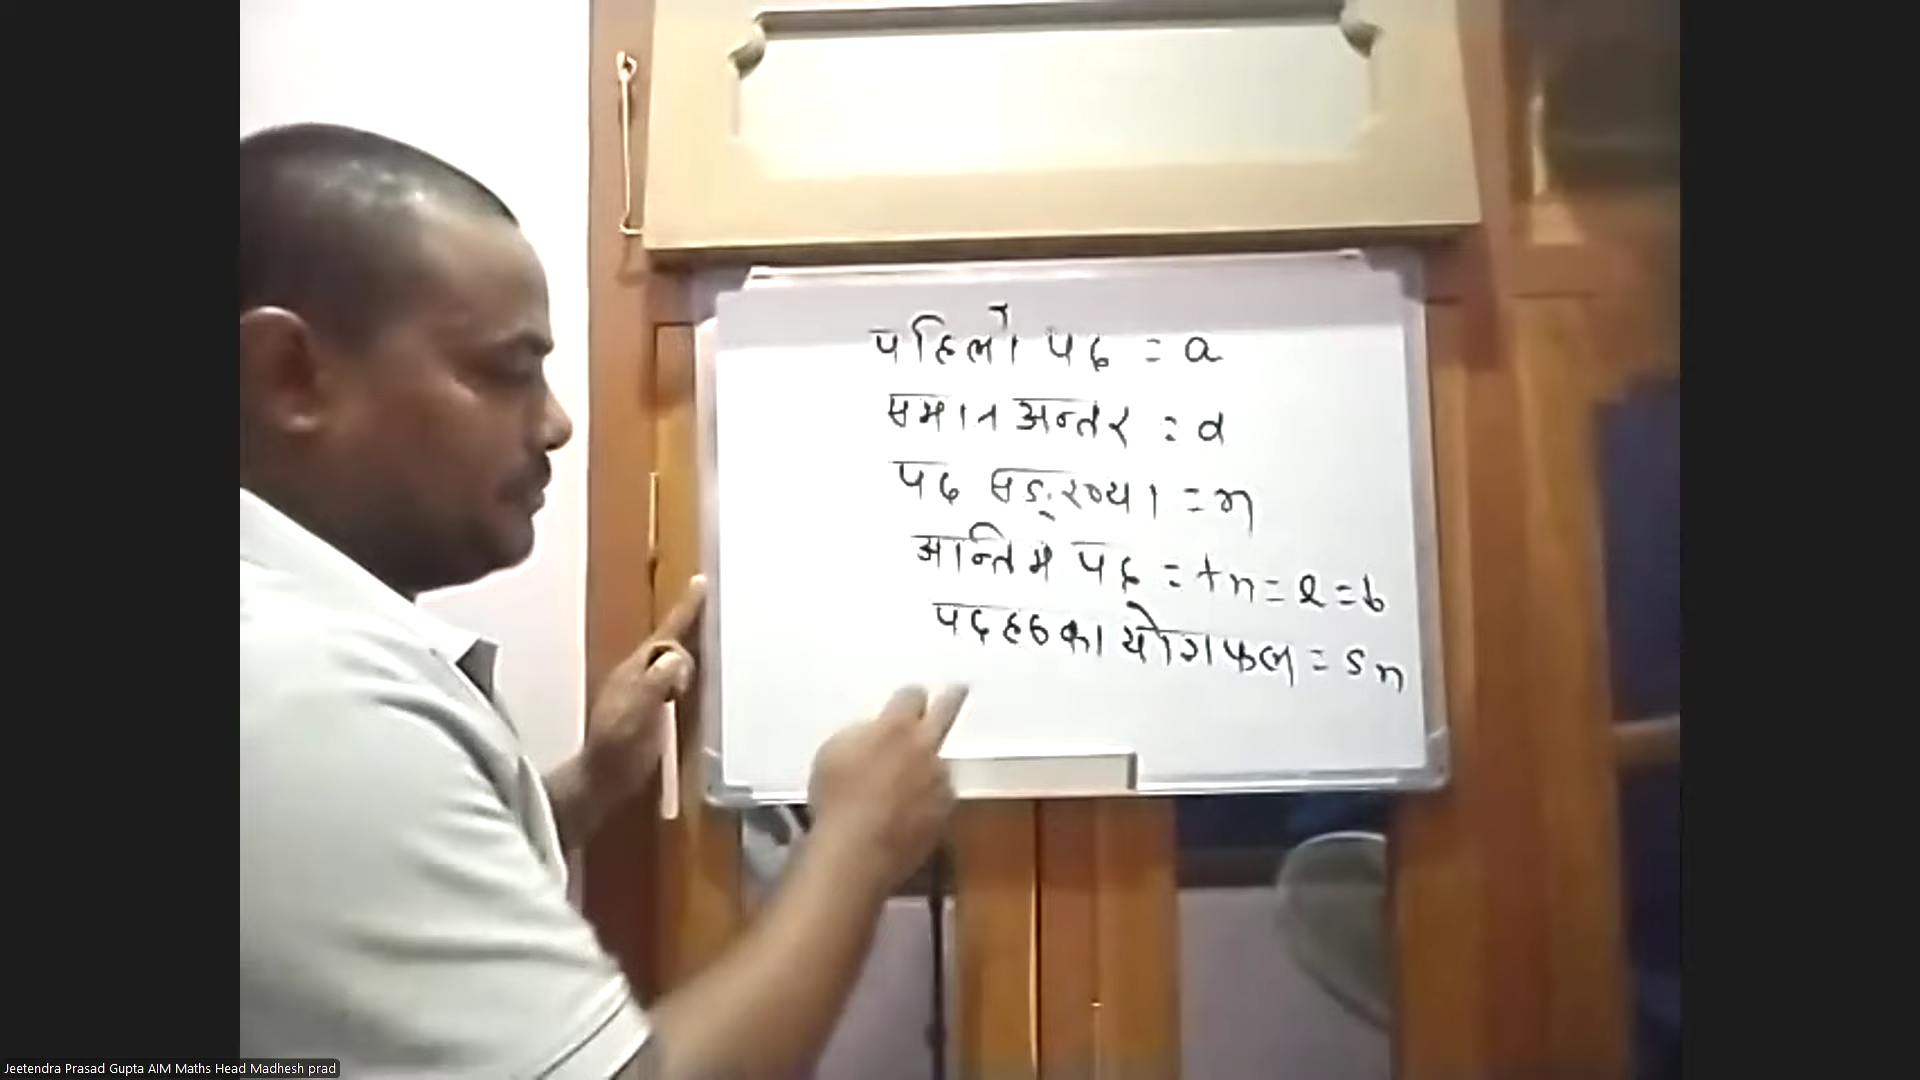 पहिलो पद = a
समान अन्तर = d
पद सङ्ख्या = n
अन्तिम पद = tn = l = b
पदहरुका योगफल = Sn
Jeetendra Prasad Gupta AIM Maths Head Madhesh prad